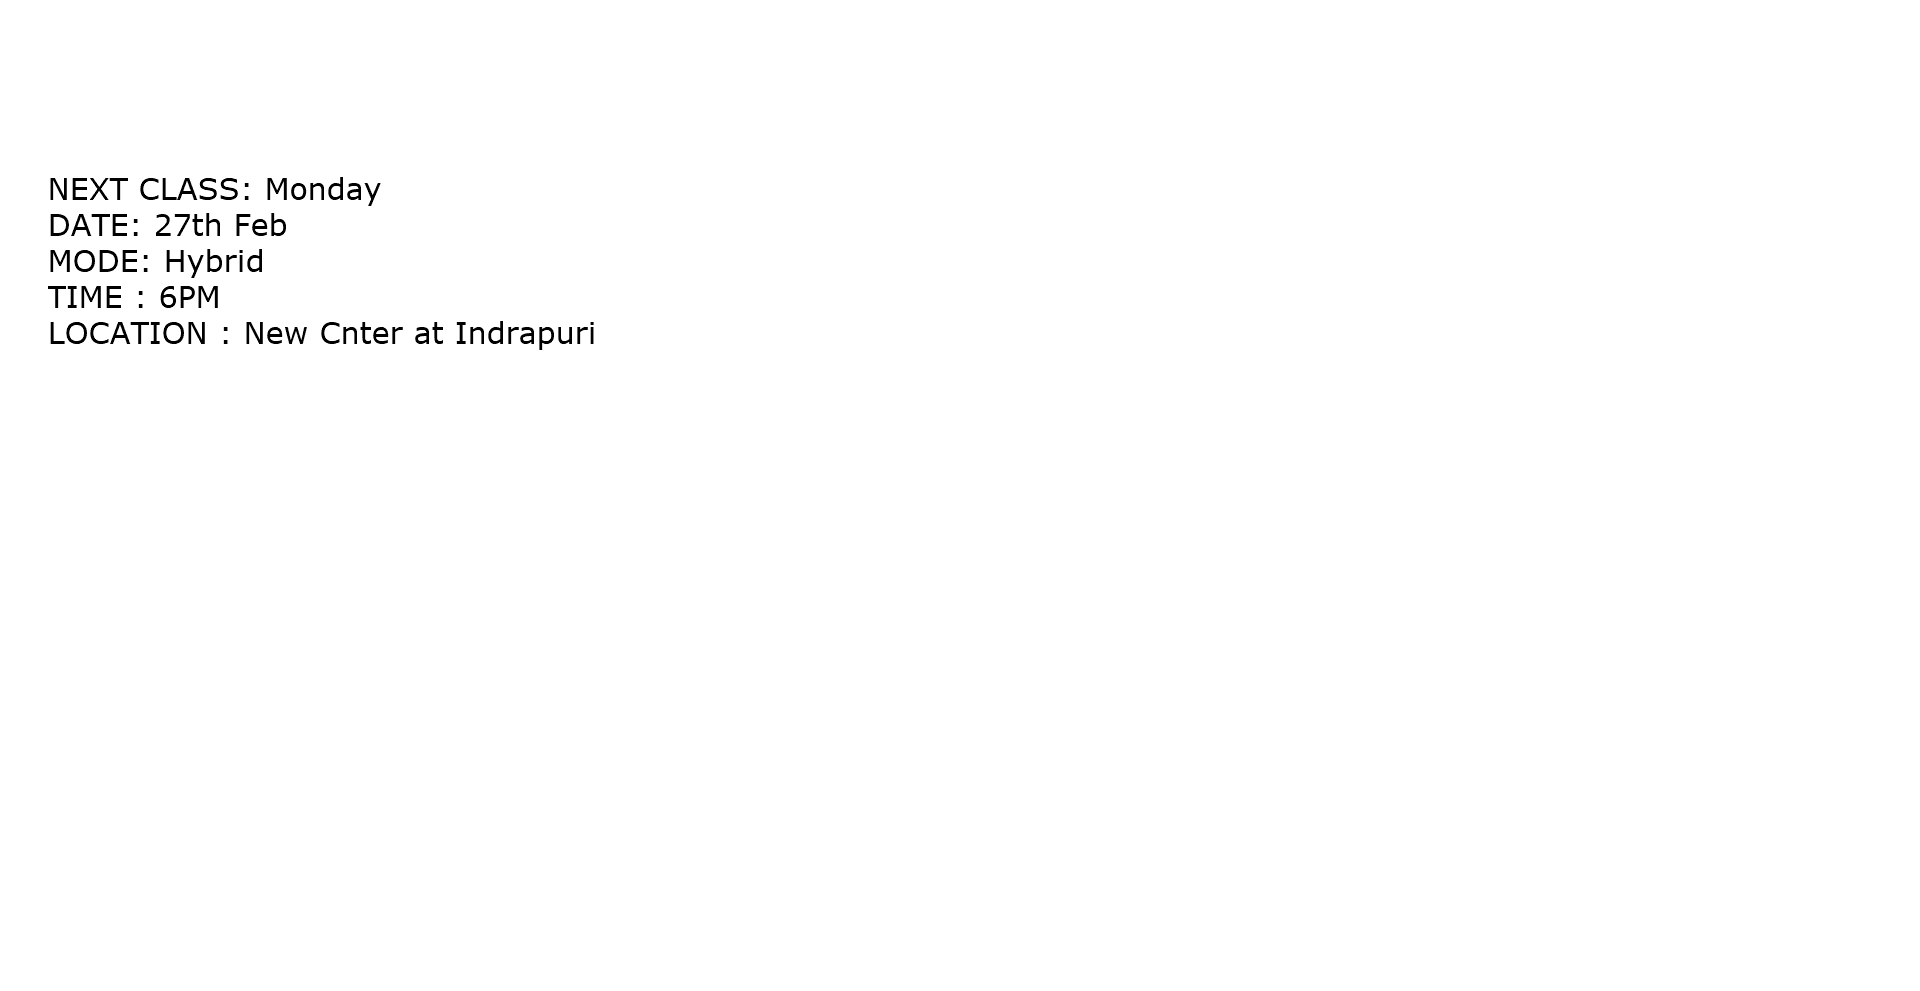 NEXT CLASS: Monday
DATE: 27th Feb
MODE: Hybrid
TIME : 6PM
LOCATION : New Cnter at Indrapuri